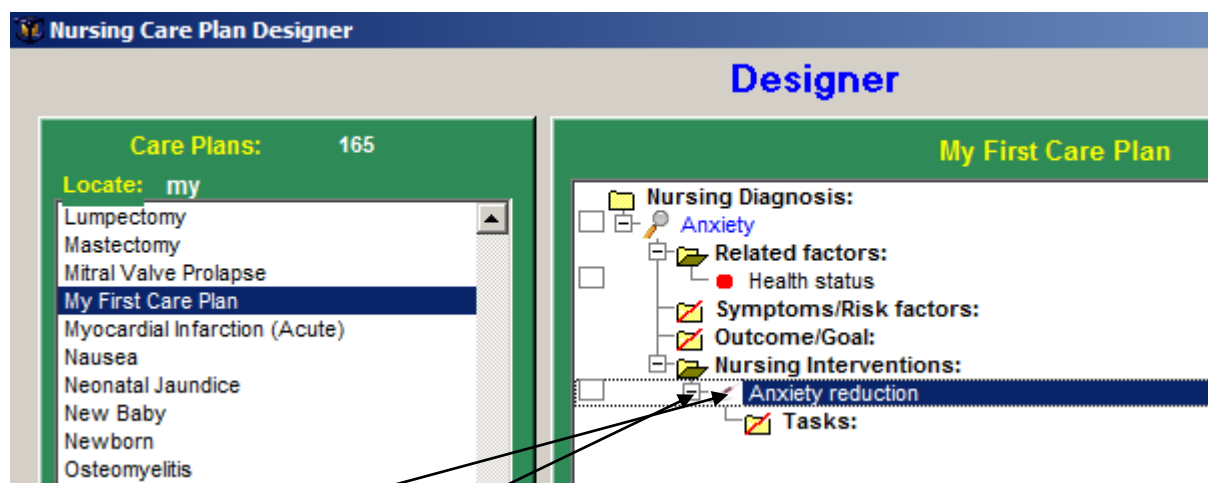 Nursing Care Plan Designer
Designer
Care Plans: 165
Locate: my
Lumpectomy
Mastectomy
Mitral Valve Prolapse
My First Care Plan
Myocardial Infarction (Acute)
Nausea
Neonatal Jaundice
New Baby
Newborn
Osteomyelitis
My First Care Plan
Nursing Diagnosis:
Anxiety
Related factors:
Health status
Symptoms/Risk factors:
Outcome/Goal:
Nursing Interventions:
Anxiety reduction
Tasks: